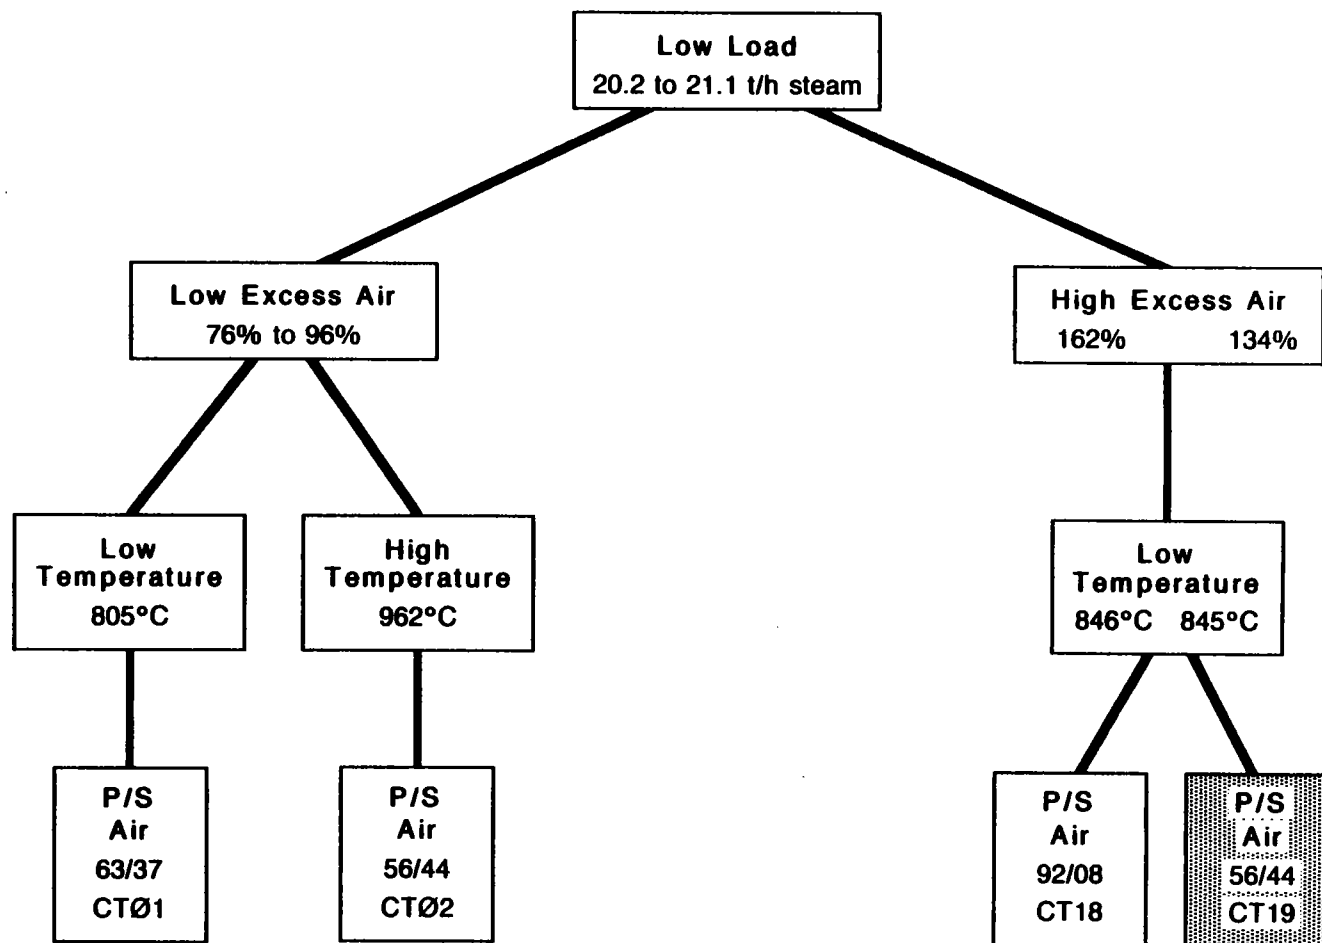 Low Load
20.2 to 21.1 t/h steam
Low Excess Air
76% to 96%
High Excess Air
162% 134%
Low
Temperature
805°C
High
Temperature
962°C
Low
Temperature
846°C 845°C
P/S
Air
63/37
CTØ1
P/S
Air
56/44
CTØ2
P/S
Air
92/08
CT18
P/S
Air
56/44
CT19